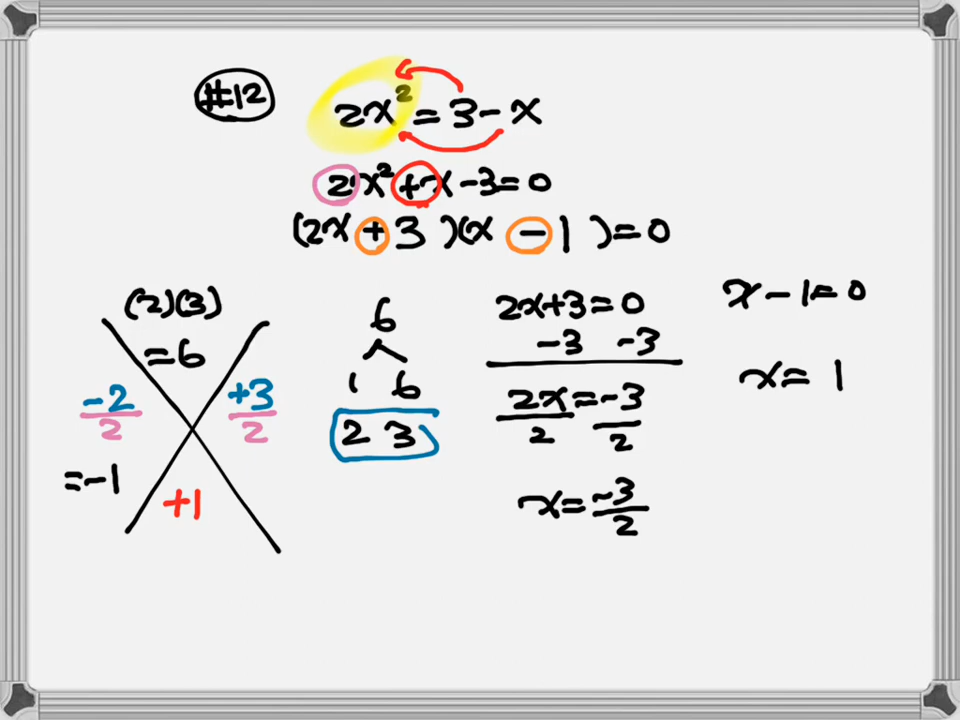 #12
2x² = 3 - x
2x² + x - 3 = 0
(2x + 3)(x - 1) = 0
(2)(3)
= 6
-2/2
+3/2
= -1
+1
6
1 6
2 3
2x + 3 = 0
-3 -3
2x/2 = -3/2
x = -3/2
x - 1 = 0
x = 1